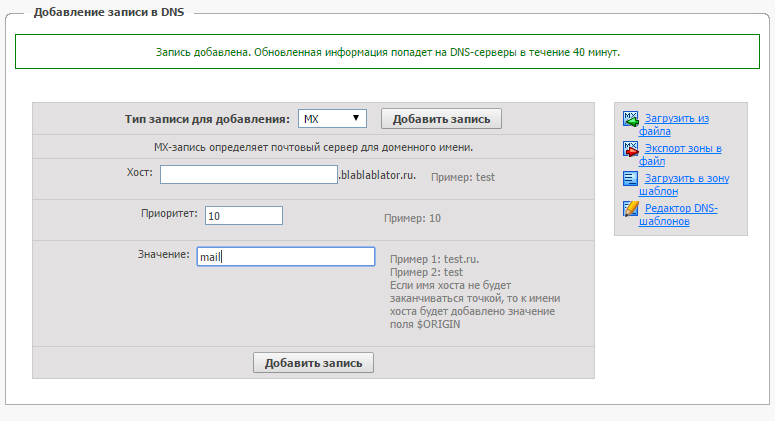 Добавление записи в DNS
Запись добавлена. Обновленная информация попадет на DNS-серверы в течение 40 минут.
Тип записи для добавления: MX Добавить запись
MX-запись определяет почтовый сервер для доменного имени.
Хост: .blablablator.ru. Пример: test
Приоритет: 10 Пример: 10
Значение: mail
Пример 1: test.ru.
Пример 2: test
Если имя хоста не будет
заканчиваться точкой, то к имени
хоста будет добавлено значение
поля $ORIGIN
Добавить запись
MX Загрузить из
файла
MX Экспорт зоны в
файл
Загрузить в зону
шаблон
Редактор DNS-
шаблонов